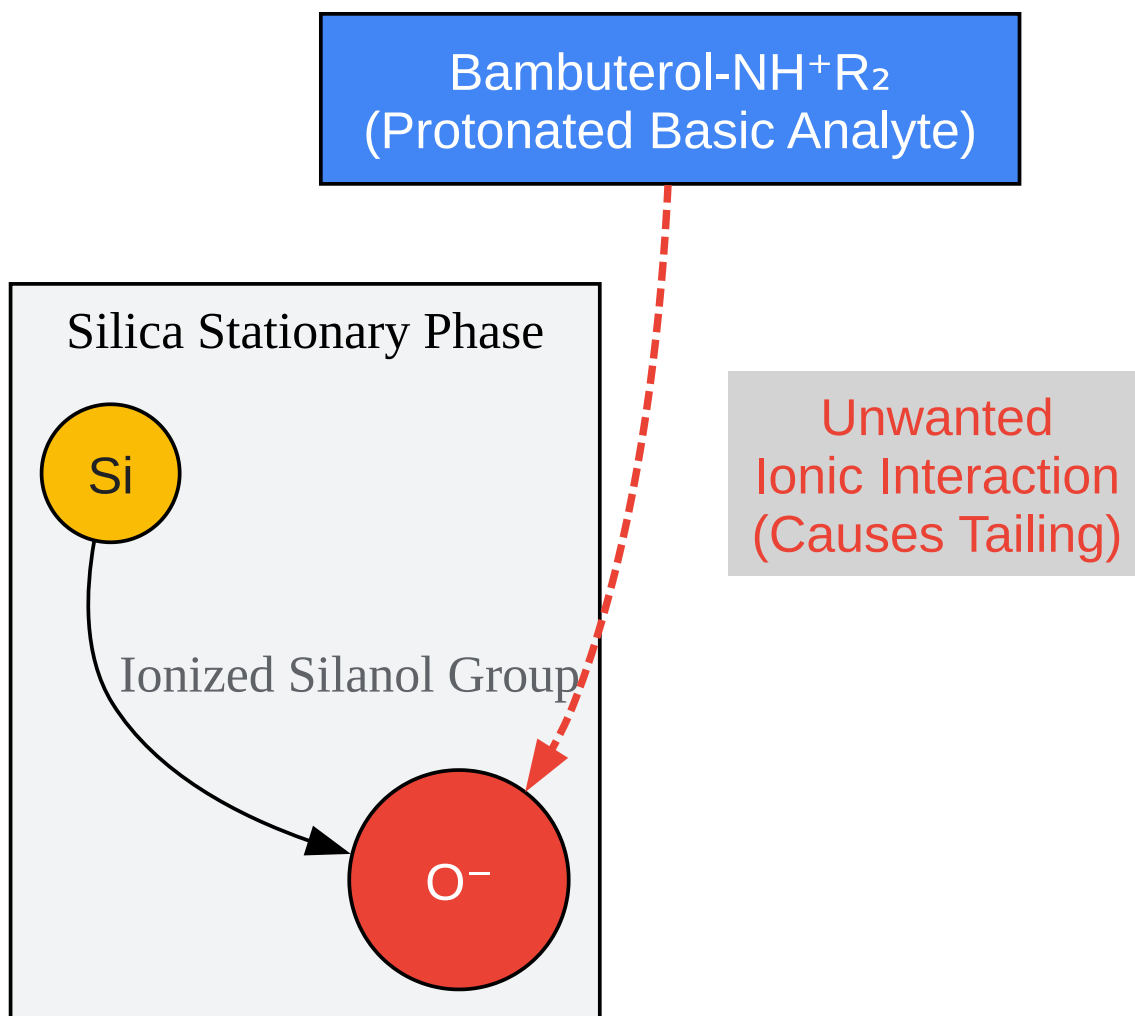 Bambuterol-NH⁺R₂
(Protonated Basic Analyte)
Silica Stationary Phase
Si
Unwanted
Ionic Interaction
(Causes Tailing)
Ionized Silanol Group
O⁻